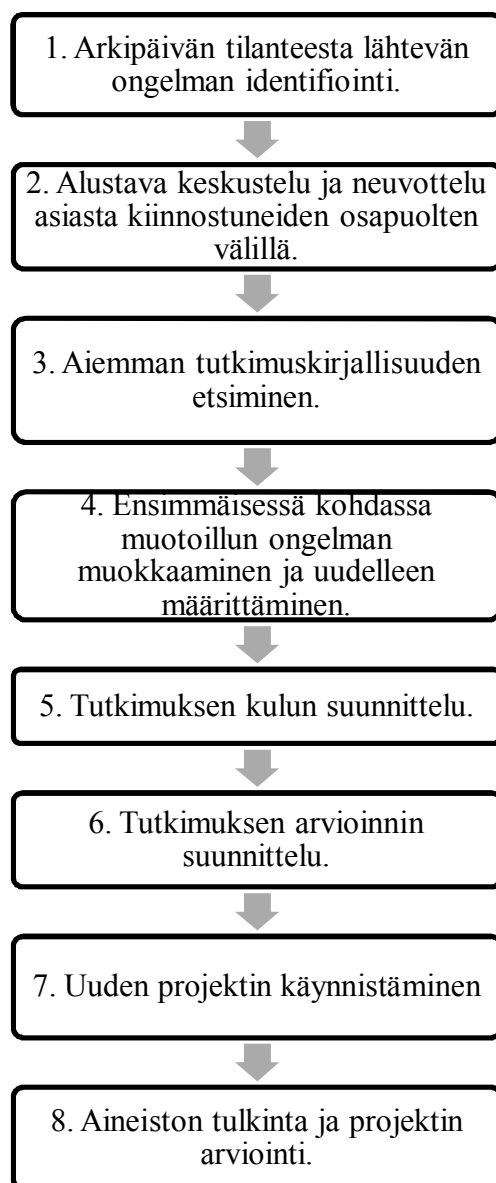 1. Arkipäivän tilanteesta lähtevän
ongelman identifiointi.
2. Alustava keskustelu ja neuvottelu
asiasta kiinnostuneiden osapuolten
välillä.
3. Aiemman tutkimuskirjallisuuden
etsiminen.
4. Ensimmäisessä kohdassa
muotoillun ongelman
muokkaaminen ja uudelleen
määrittäminen.
5. Tutkimuksen kulun suunnittelu.
6. Tutkimuksen arvioinnin
suunnittelu.
7. Uuden projektin käynnistäminen
8. Aineiston tulkinta ja projektin
arviointi.